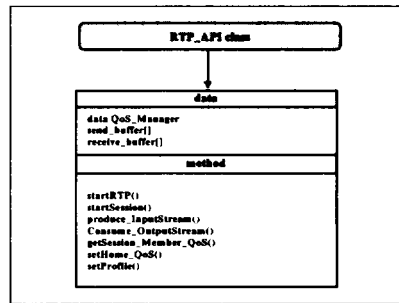 RTP_API class
data
data QoS_Manager
send_buffer[]
receive_buffer[]
method
startRTP()
startSession()
produce_InputStream()
Consume_OutputStream()
getSession_Member_QoS()
setHome_QoS()
setProfile()